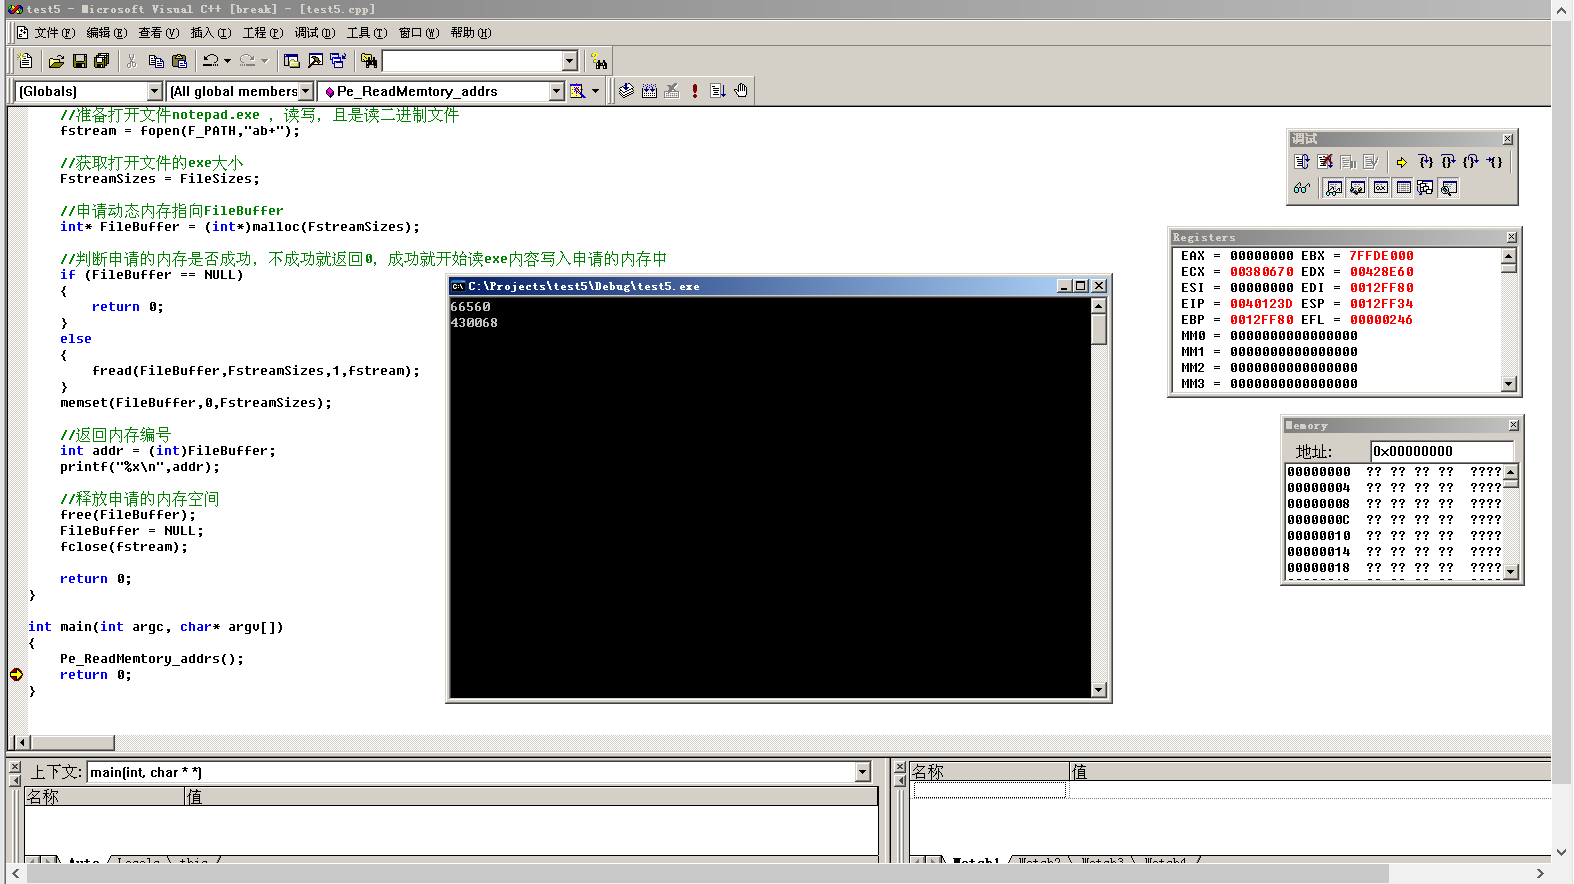 test5 - Microsoft Visual C++ [break] - [test5.cpp]
文件(F) 编辑(E) 查看(V) 插入(I) 工程(P) 调试(D) 工具(T) 窗口(W) 帮助(H)
(Globals) (All global members Pe_ReadMemtory_addrs
//准备打开文件notepad.exe ，读写，且是读二进制文件
fstream = fopen(F_PATH,"ab+");
//获取打开文件的exe大小
FstreamSizes = FileSizes;
//申请动态内存指向FileBuffer
int* FileBuffer = (int*)malloc(FstreamSizes);
//判断申请的内存是否成功，不成功就返回0，成功就开始读exe内容写入申请的内存中
if (FileBuffer == NULL)
{
return 0;
}
else
{
fread(FileBuffer,FstreamSizes,1,fstream);
}
memset(FileBuffer,0,FstreamSizes);
//返回内存编号
int addr = (int)FileBuffer;
printf("%x\n",addr);
//释放申请的内存空间
free(FileBuffer);
FileBuffer = NULL;
fclose(fstream);
return 0;
}
int main(int argc, char* argv[])
{
Pe_ReadMemtory_addrs();
return 0;
}
C:\Projects\test5\Debug\test5.exe
66560
430068
调试
Registers
EAX = 00000000 EBX = 7FFDE000
ECX = 00380670 EDX = 00428E60
ESI = 00000000 EDI = 0012FF80
EIP = 0040123D ESP = 0012FF34
EBP = 0012FF80 EFL = 00000246
MM0 = 0000000000000000
MM1 = 0000000000000000
MM2 = 0000000000000000
MM3 = 0000000000000000
Memory
地址: 0x00000000
00000000 ?? ?? ?? ?? ????
00000004 ?? ?? ?? ?? ????
00000008 ?? ?? ?? ?? ????
0000000C ?? ?? ?? ?? ????
00000010 ?? ?? ?? ?? ????
00000014 ?? ?? ?? ?? ????
00000018 ?? ?? ?? ?? ????
上下文: main(int, char * *)
名称 值
Auto Locals this
名称 值
Watch1 Watch2 Watch3 Watch4